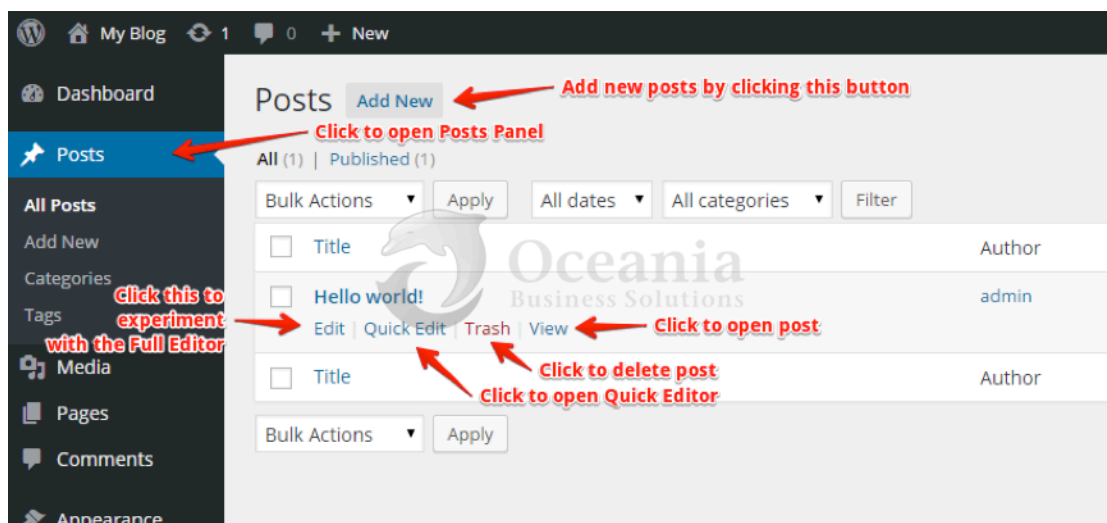 My Blog 1 0 + New
Dashboard
Posts Add New
Add new posts by clicking this button
Click to open Posts Panel
Posts
All (1) | Published (1)
Bulk Actions Apply All dates All categories Filter
All Posts
Add New
Categories
Tags
Title Author
Oceania
Business Solutions
Hello world! admin
Edit | Quick Edit | Trash | View
Click to open post
Click this to
experiment
with the Full Editor
Click to delete post
Click to open Quick Editor
Media
Title Author
Pages
Bulk Actions Apply
Comments
Appearance